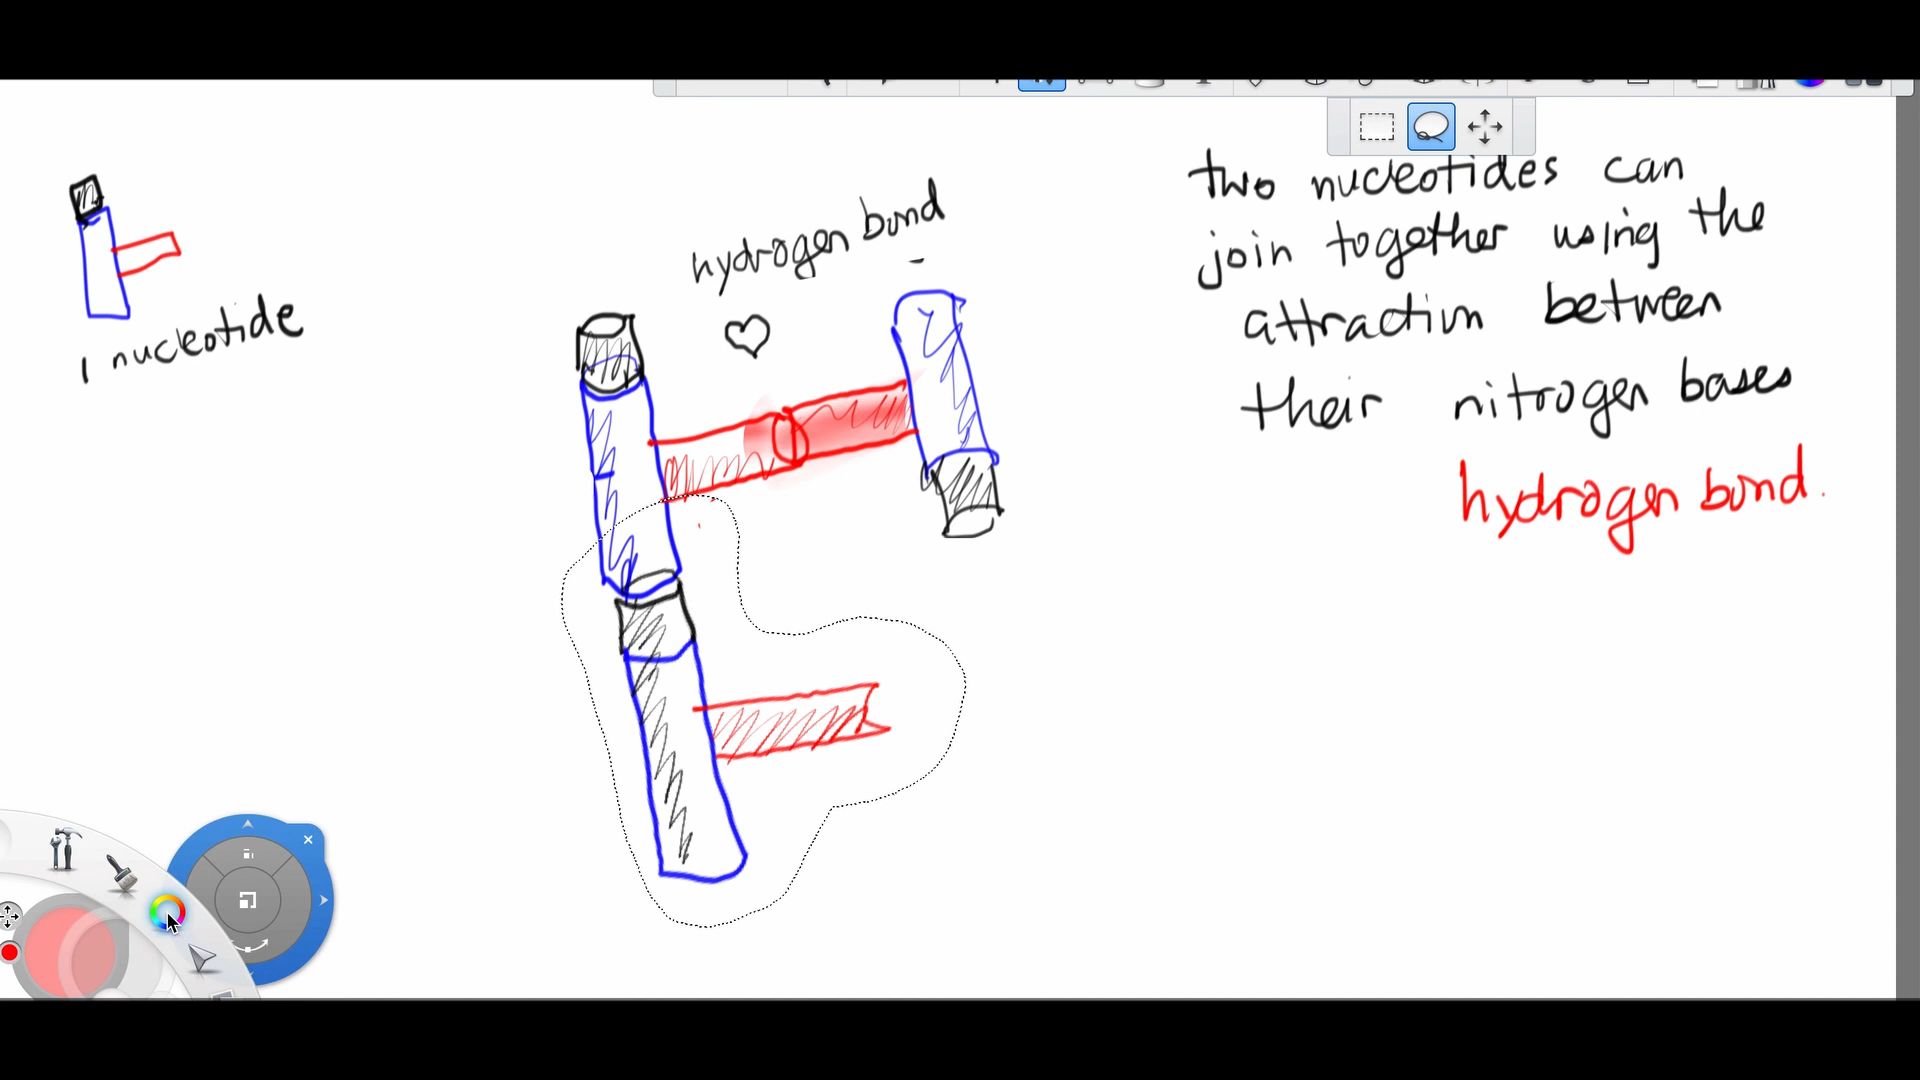 1 nucleotide
hydrogen bond
two nucleotides can
join together using the
attraction between
their nitrogen bases
hydrogen bond.